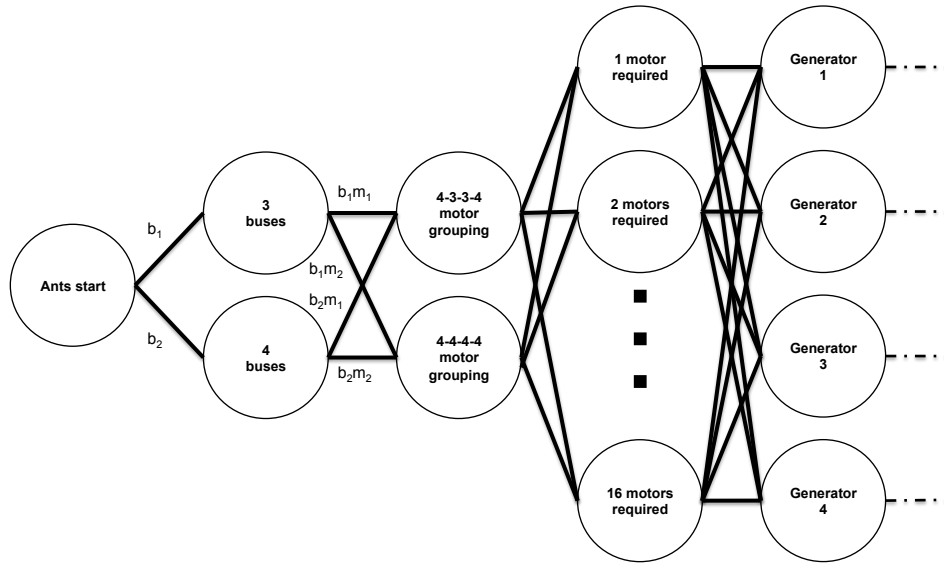 Ants start
b₁
b₂
3
buses
4
buses
b₁m₁
b₁m₂
b₂m₁
b₂m₂
4-3-3-4
motor
grouping
4-4-4-4
motor
grouping
1 motor
required
2 motors
required
16 motors
required
Generator
1
Generator
2
Generator
3
Generator
4